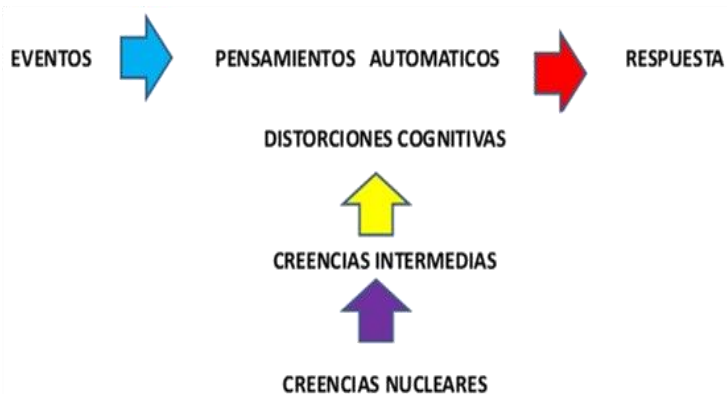 EVENTOS PENSAMIENTOS AUTOMATICOS RESPUESTA
DISTORCIONES COGNITIVAS
CREENCIAS INTERMEDIAS
CREENCIAS NUCLEARES